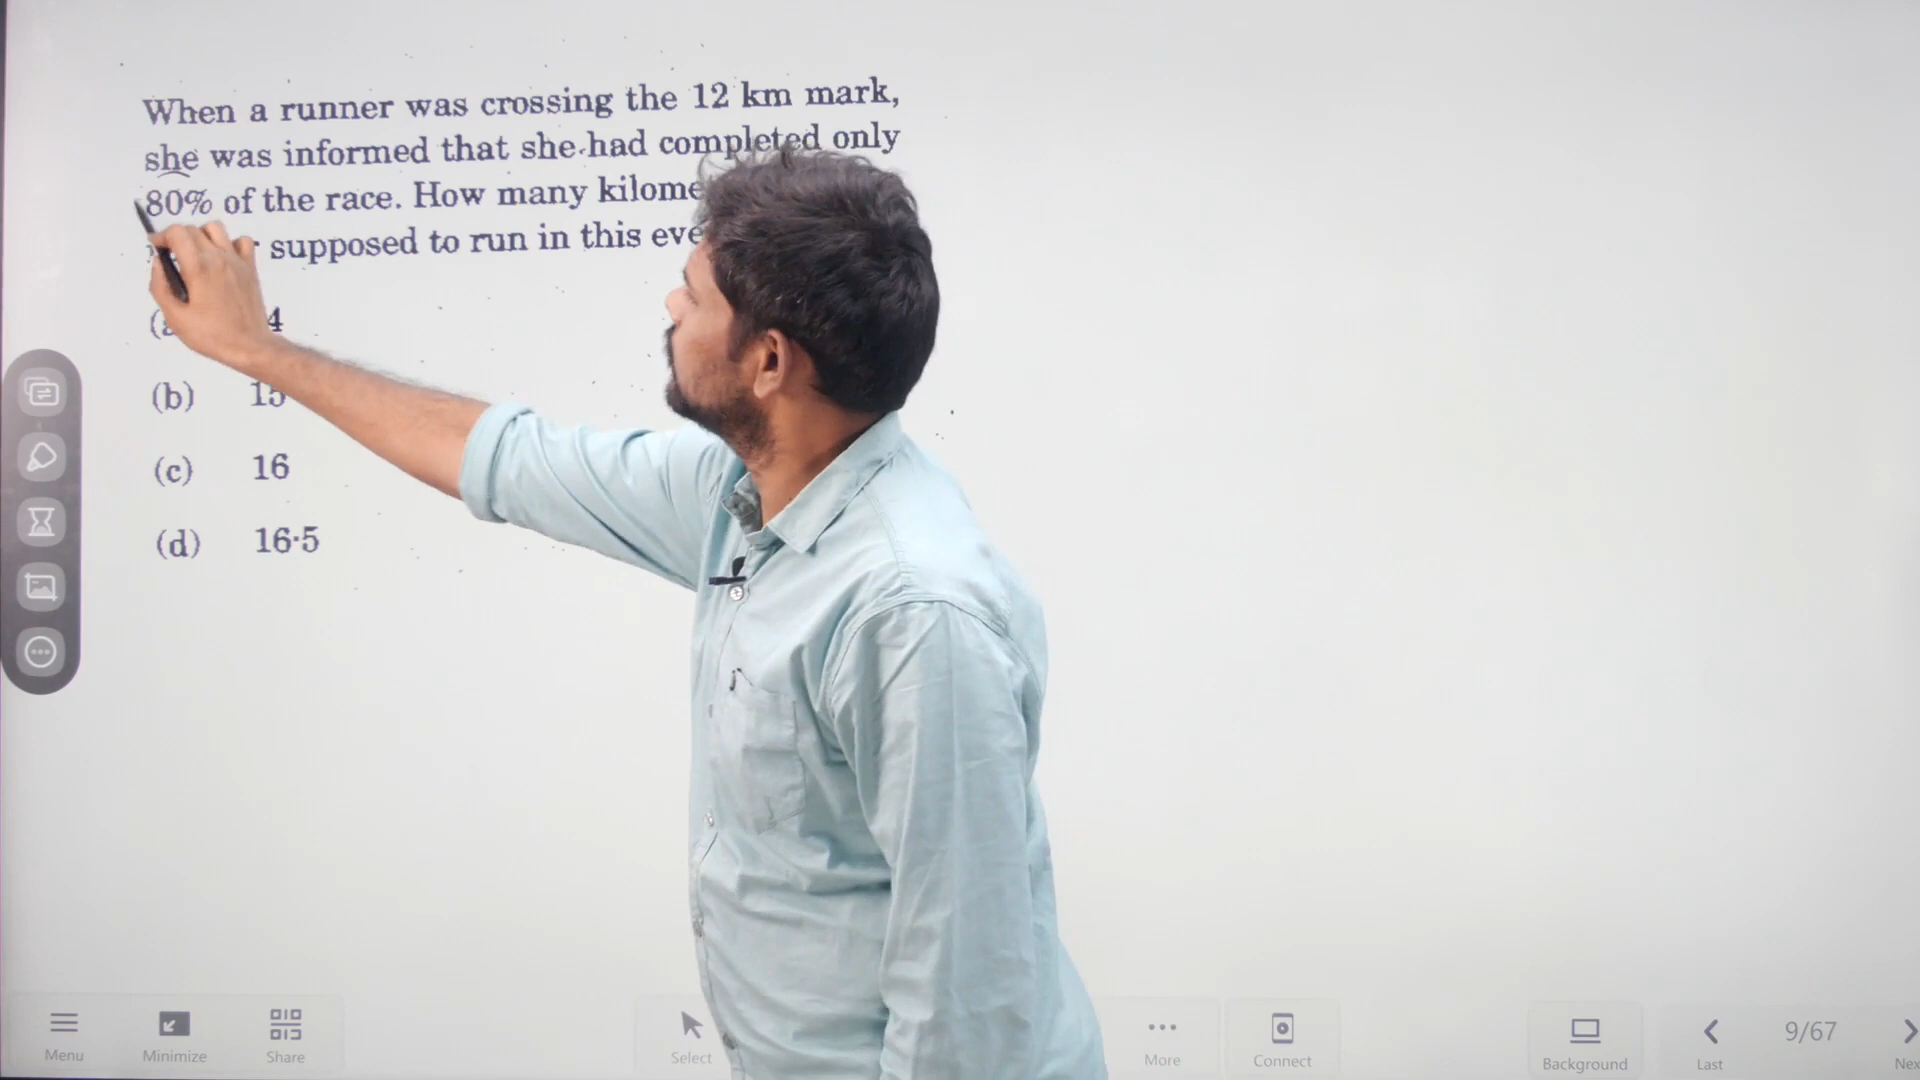 When a runner was crossing the 12 km mark,
she was informed that she had completed only
80% of the race. How many
supposed to run in this
4
(b) 15
(c) 16
(d) 16·5
Menu
Minimize
Share
Select
More
Connect
Background
Last
9/67